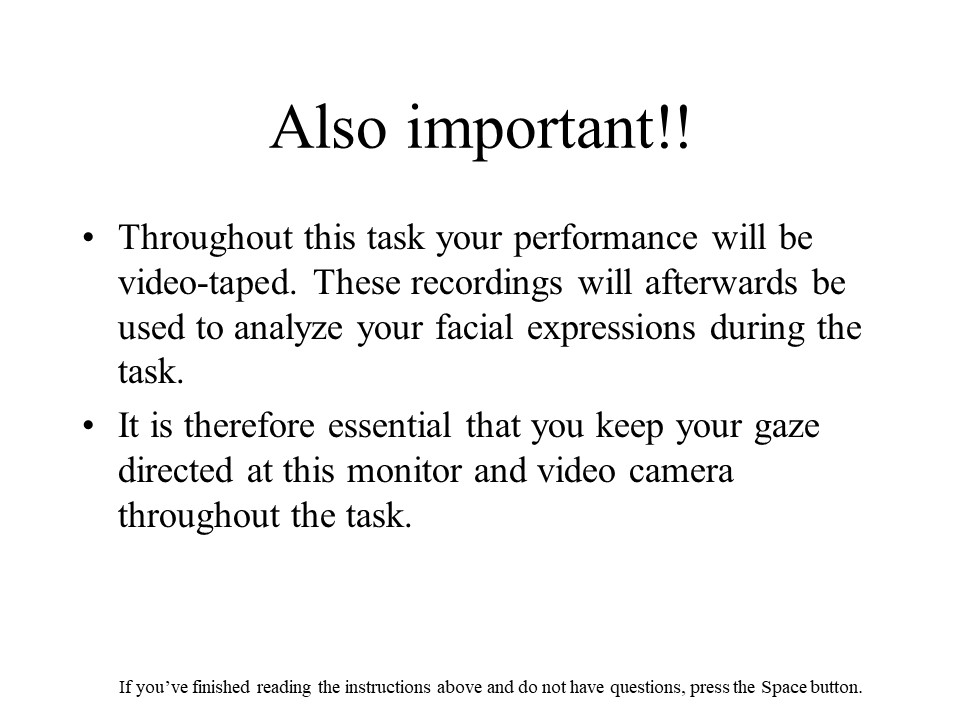 Also important!!
• Throughout this task your performance will be
video-taped. These recordings will afterwards be
used to analyze your facial expressions during the
task.
• It is therefore essential that you keep your gaze
directed at this monitor and video camera
throughout the task.
If you’ve finished reading the instructions above and do not have questions, press the Space button.